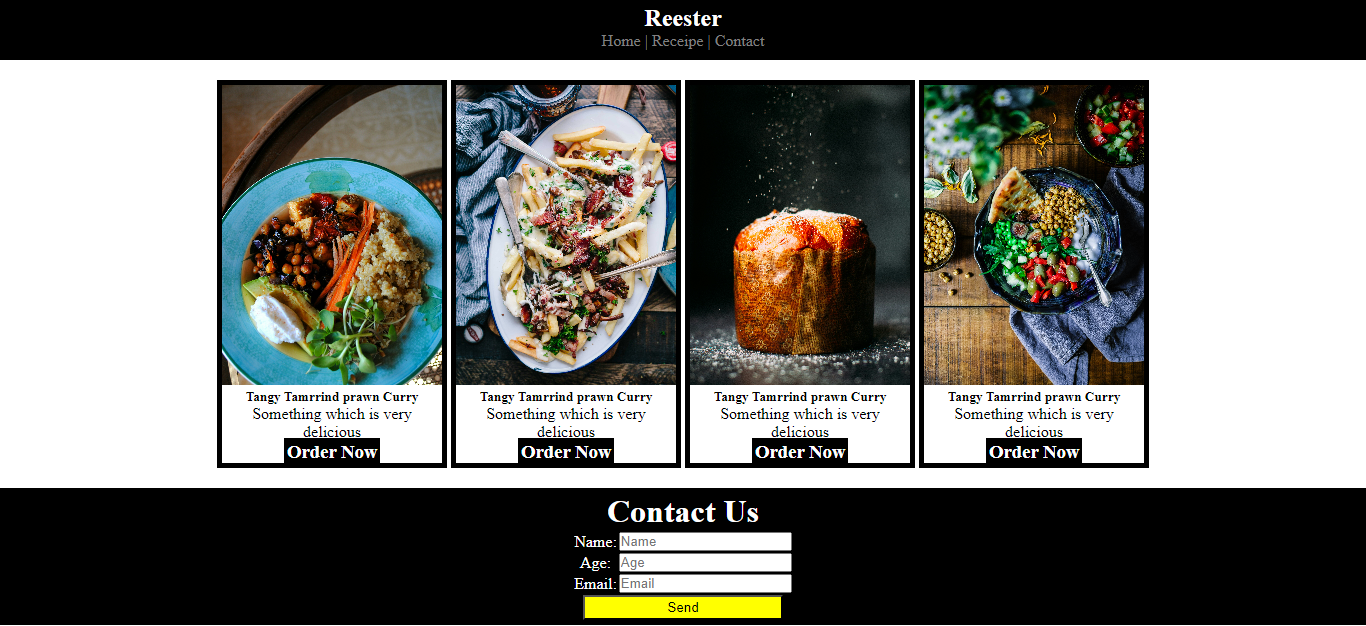 Reester
Home | Receipe | Contact
Tangy Tamrrind prawn Curry
Something which is very
delicious
Order Now
Tangy Tamrrind prawn Curry
Something which is very
delicious
Order Now
Tangy Tamrrind prawn Curry
Something which is very
delicious
Order Now
Tangy Tamrrind prawn Curry
Something which is very
delicious
Order Now
Contact Us
Name: Name
Age: Age
Email: Email
Send